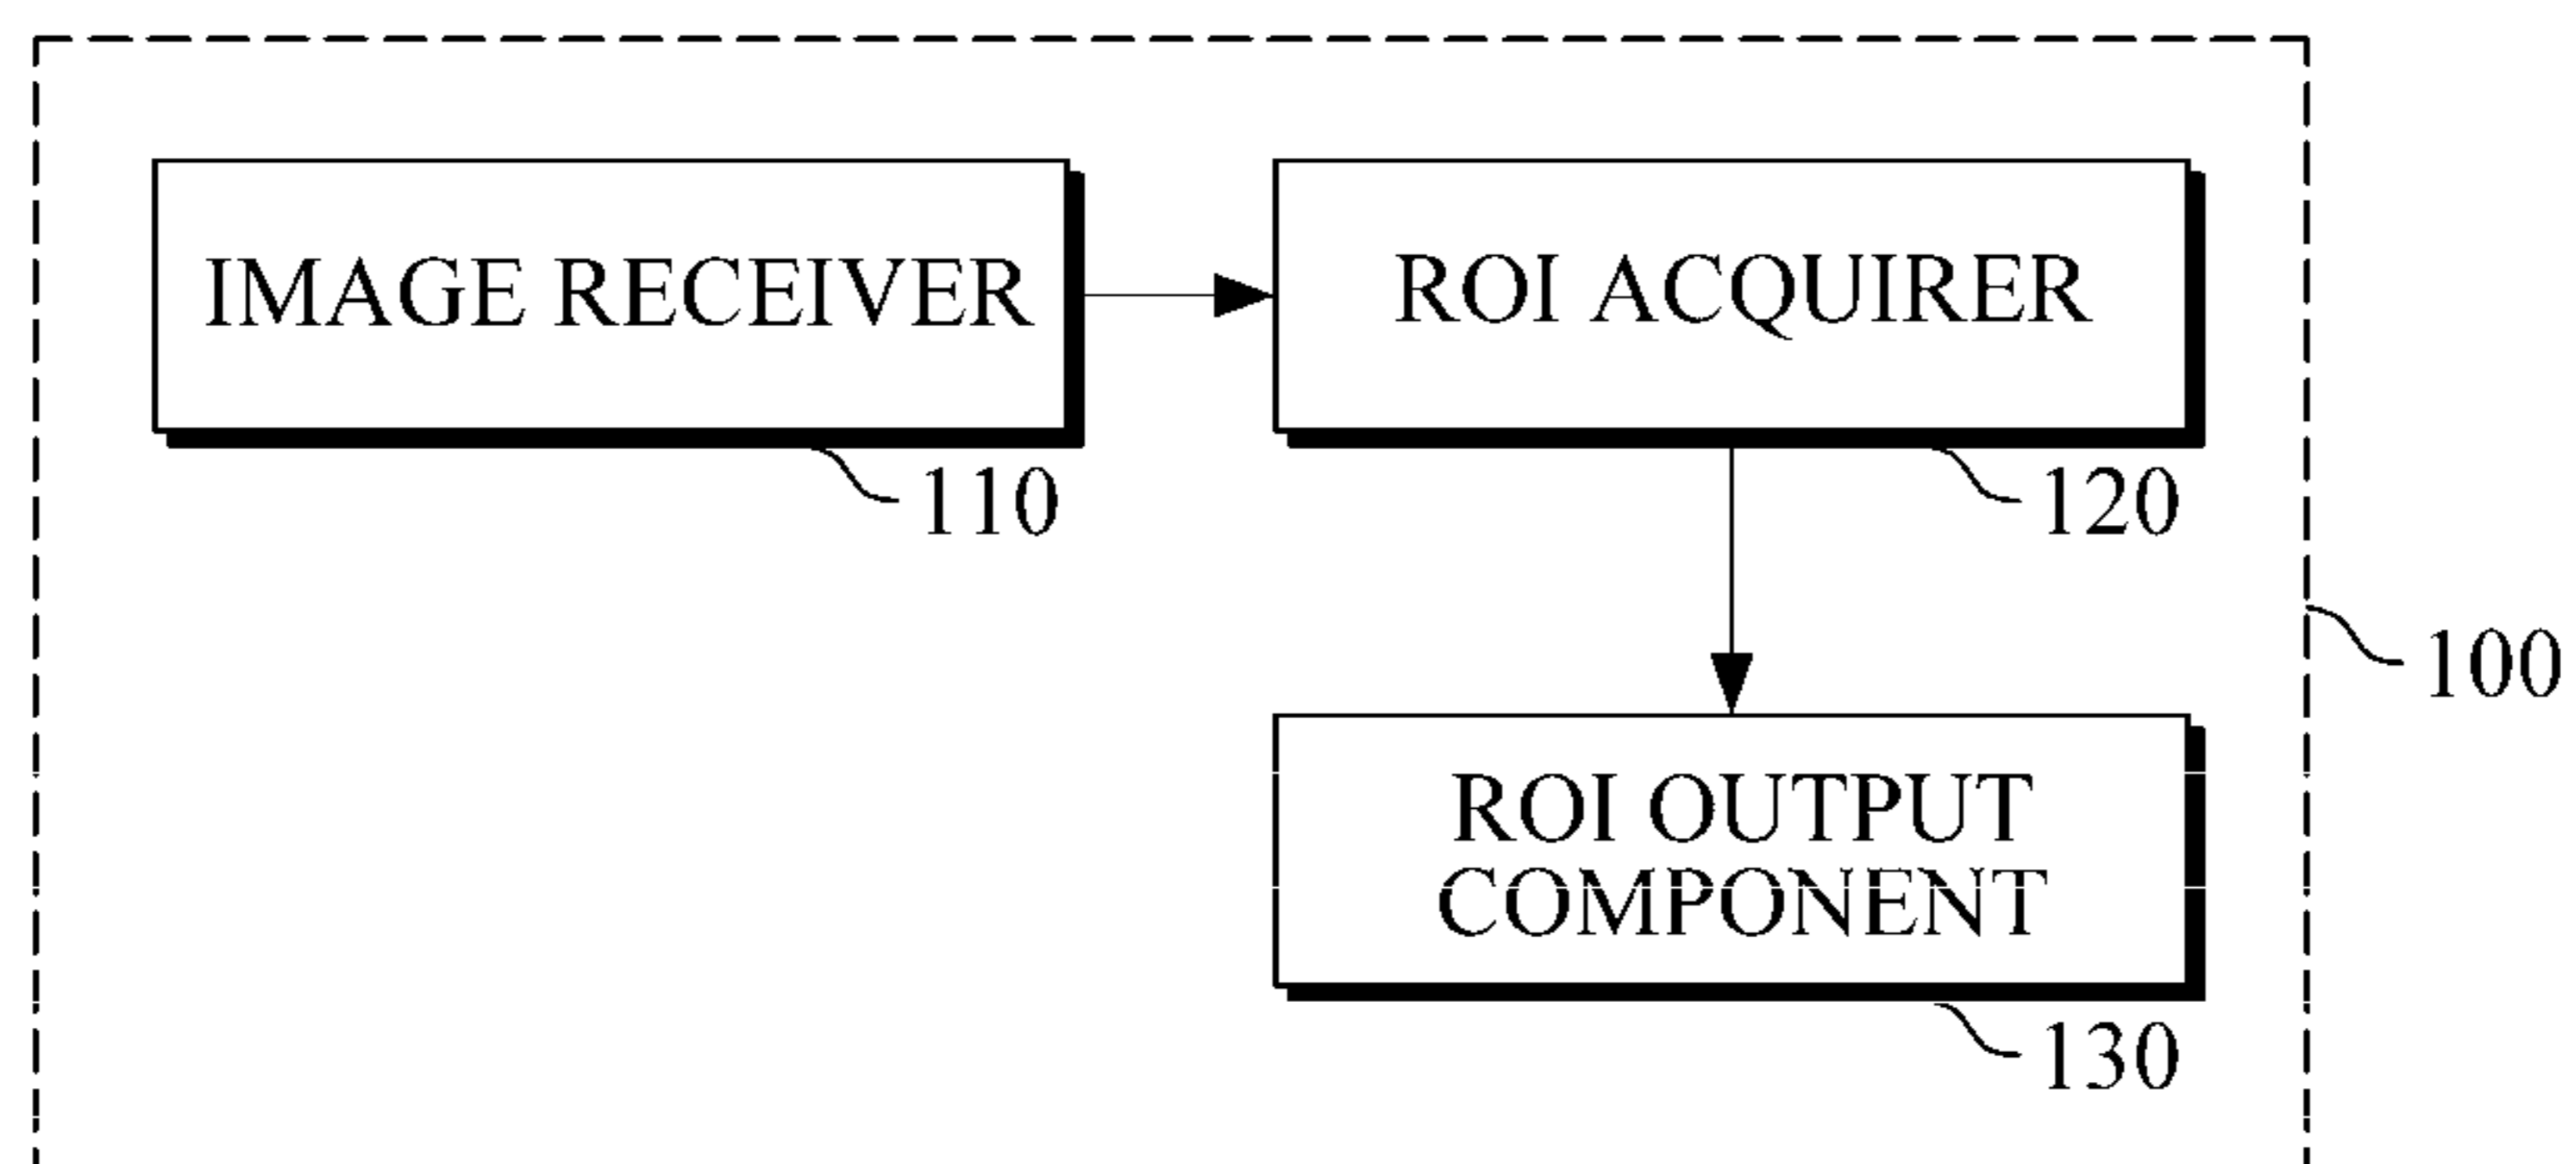 IMAGE RECEIVER
ROI ACQUIRER
110
120
100
ROI OUTPUT
COMPONENT
130